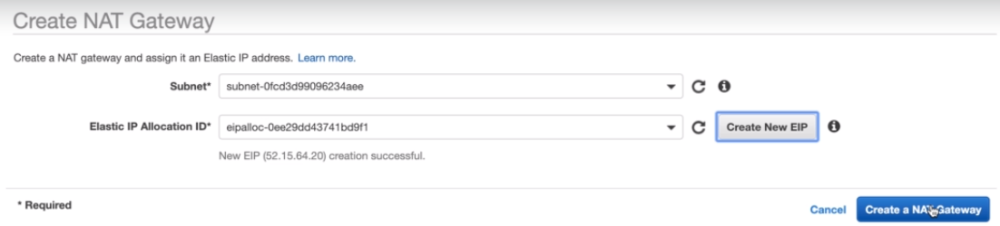 Create NAT Gateway
Create a NAT gateway and assign it an Elastic IP address. Learn more.
Subnet* subnet-0fcd3d99096234aee
Elastic IP Allocation ID* eipalloc-0ee29dd43741bd9f1 Create New EIP
New EIP (52.15.64.20) creation successful.
* Required Cancel Create a NAT Gateway